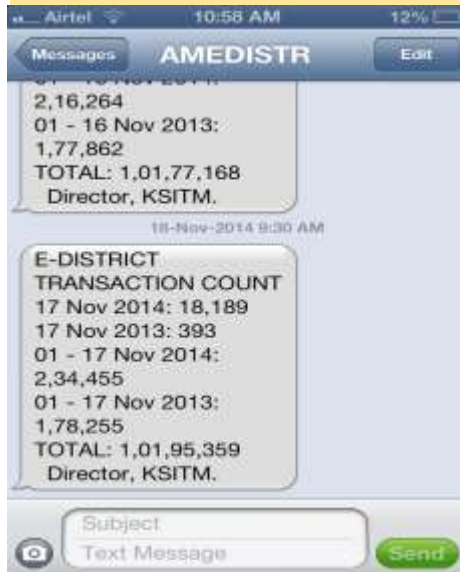 Airtel 10:58 AM 12%
Messages AMEDISTR Edit
2,16,264
01 - 16 Nov 2013:
1,77,862
TOTAL: 1,01,77,168
Director, KSITM.
18-Nov-2014 9:30 AM
E-DISTRICT
TRANSACTION COUNT
17 Nov 2014: 18,189
17 Nov 2013: 393
01 - 17 Nov 2014:
2,34,455
01 - 17 Nov 2013:
1,78,255
TOTAL: 1,01,95,359
Director, KSITM.
Subject
Text Message
Send